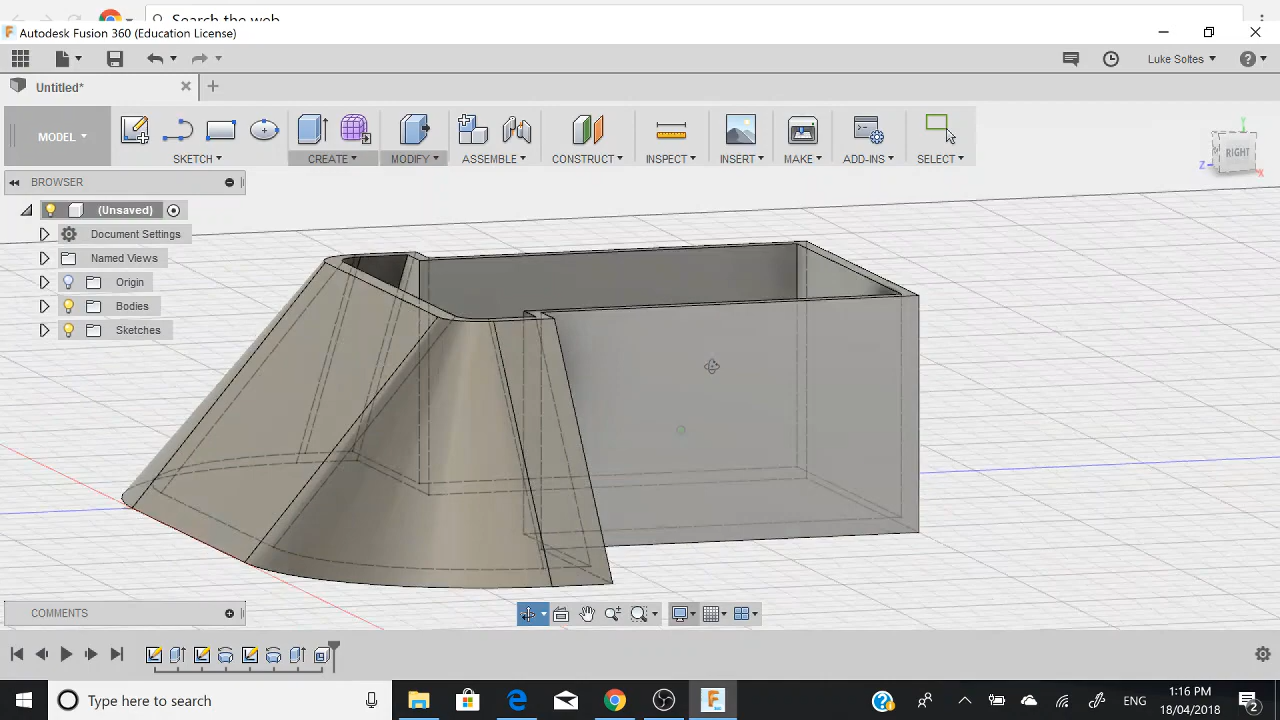 Search the web
Autodesk Fusion 360 (Education License)
Luke Soltes
Untitled*
MODEL
SKETCH
CREATE
MODIFY
ASSEMBLE
CONSTRUCT
INSPECT
INSERT
MAKE
ADD-INS
SELECT
RIGHT
Y
Z
X
BROWSER
(Unsaved)
Document Settings
Named Views
Origin
Bodies
Sketches
COMMENTS
Type here to search
ENG
1:16 PM
18/04/2018
2